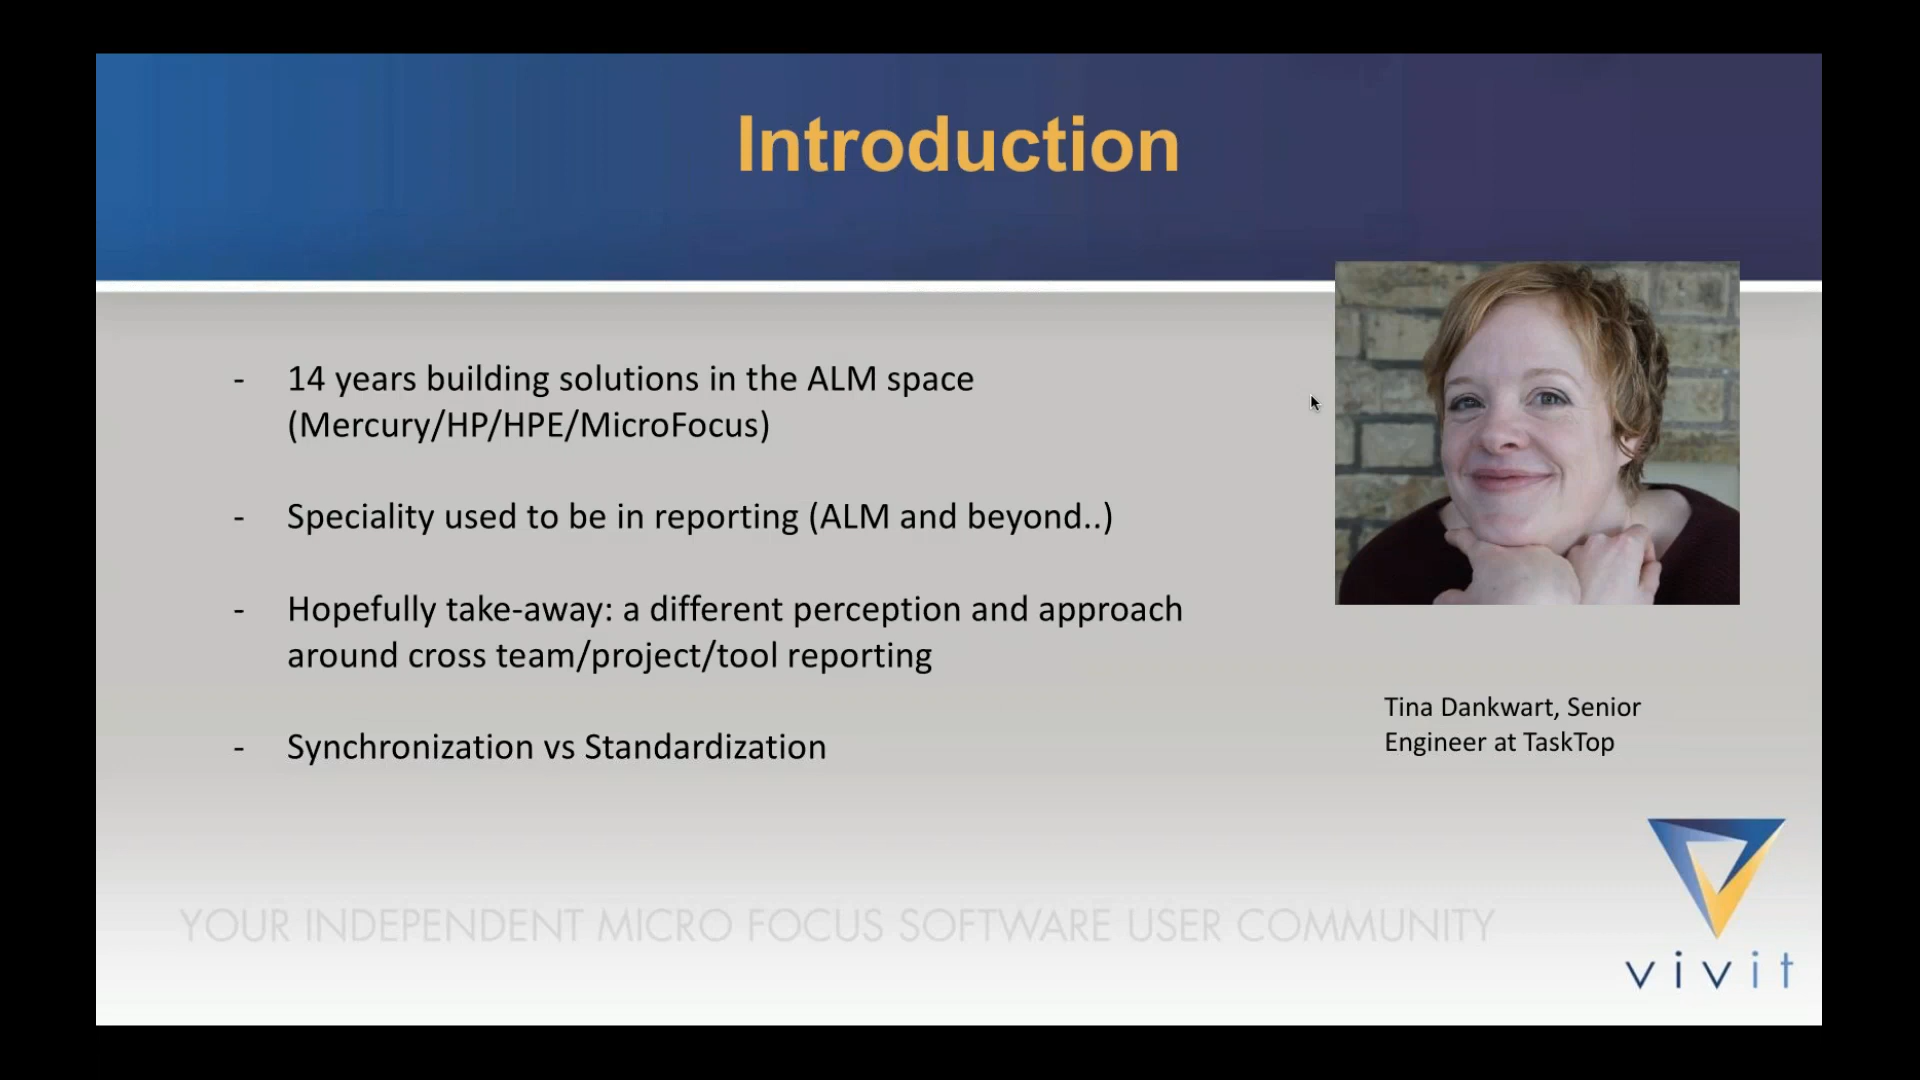 Introduction
- 14 years building solutions in the ALM space
(Mercury/HP/HPE/MicroFocus)
- Speciality used to be in reporting (ALM and beyond..)
- Hopefully take-away: a different perception and approach
around cross team/project/tool reporting
- Synchronization vs Standardization
Tina Dankwart, Senior
Engineer at TaskTop
YOUR INDEPENDENT MICRO FOCUS SOFTWARE USER COMMUNITY
vivit